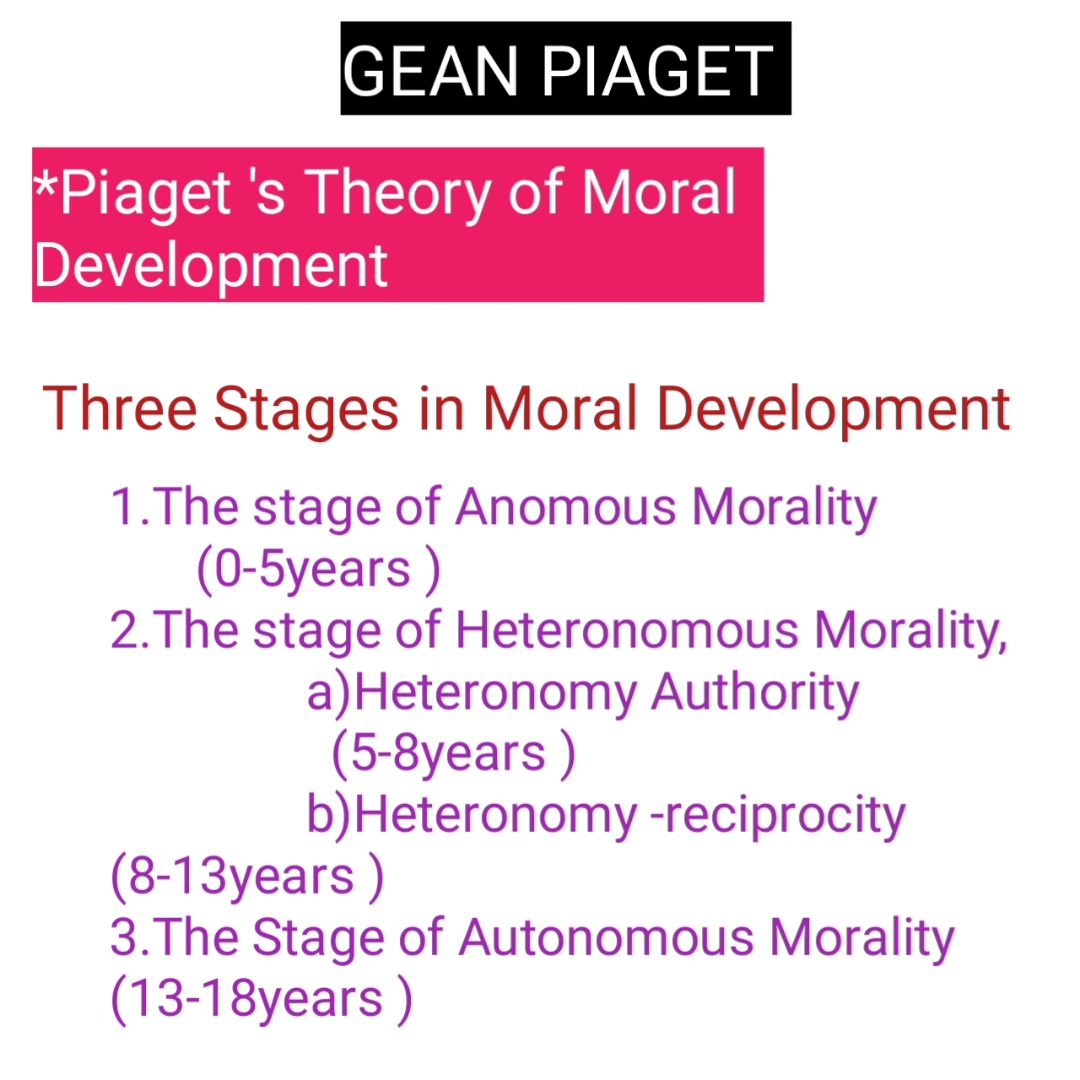 GEAN PIAGET
*Piaget 's Theory of Moral
Development
Three Stages in Moral Development
1.The stage of Anomous Morality
(0-5years )
2.The stage of Heteronomous Morality,
a)Heteronomy Authority
(5-8years )
b)Heteronomy -reciprocity
(8-13years )
3.The Stage of Autonomous Morality
(13-18years )